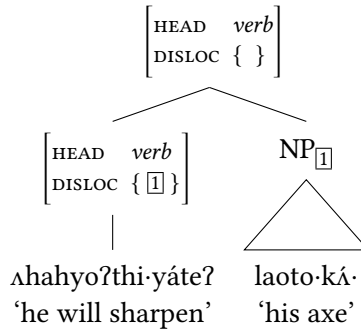 HEAD verb
DISLOC { }
HEAD verb
DISLOC { 1 }
NP1
ʌhahyoʔthi·yáteʔ laoto·kʌ́·
‘he will sharpen’ ‘his axe’